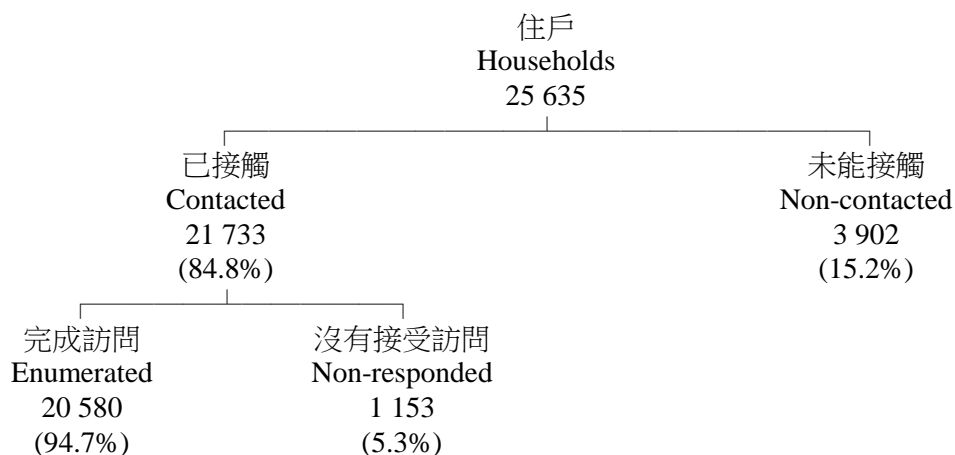 住戶
Households
25 635
已接觸
Contacted
21 733
(84.8%)
未能接觸
Non-contacted
3 902
(15.2%)
完成訪問
Enumerated
20 580
(94.7%)
沒有接受訪問
Non-responded
1 153
(5.3%)